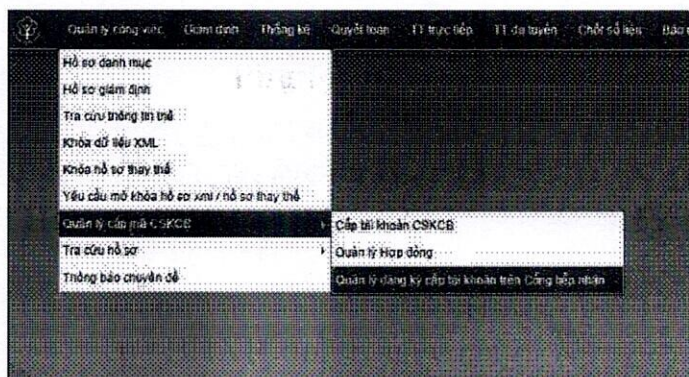 Quản lý công việc Giám định Thống kê Quyết toán TT trực tiếp TT đa tuyến Chốt số liệu Báo
Hồ sơ danh mục
Hồ sơ giám định
Tra cứu thông tin thẻ
Khóa dữ liệu XML
Khóa hồ sơ thay thế
Yêu cầu mở khóa hồ sơ xml / hồ sơ thay thế
Quản lý cấp mã CSKCB
Cấp tài khoản CSKCB
Tra cứu hồ sơ
Quản lý Hợp đồng
Thông báo chuyên đề
Quản lý đăng ký cấp tài khoản trên Cổng tiếp nhận